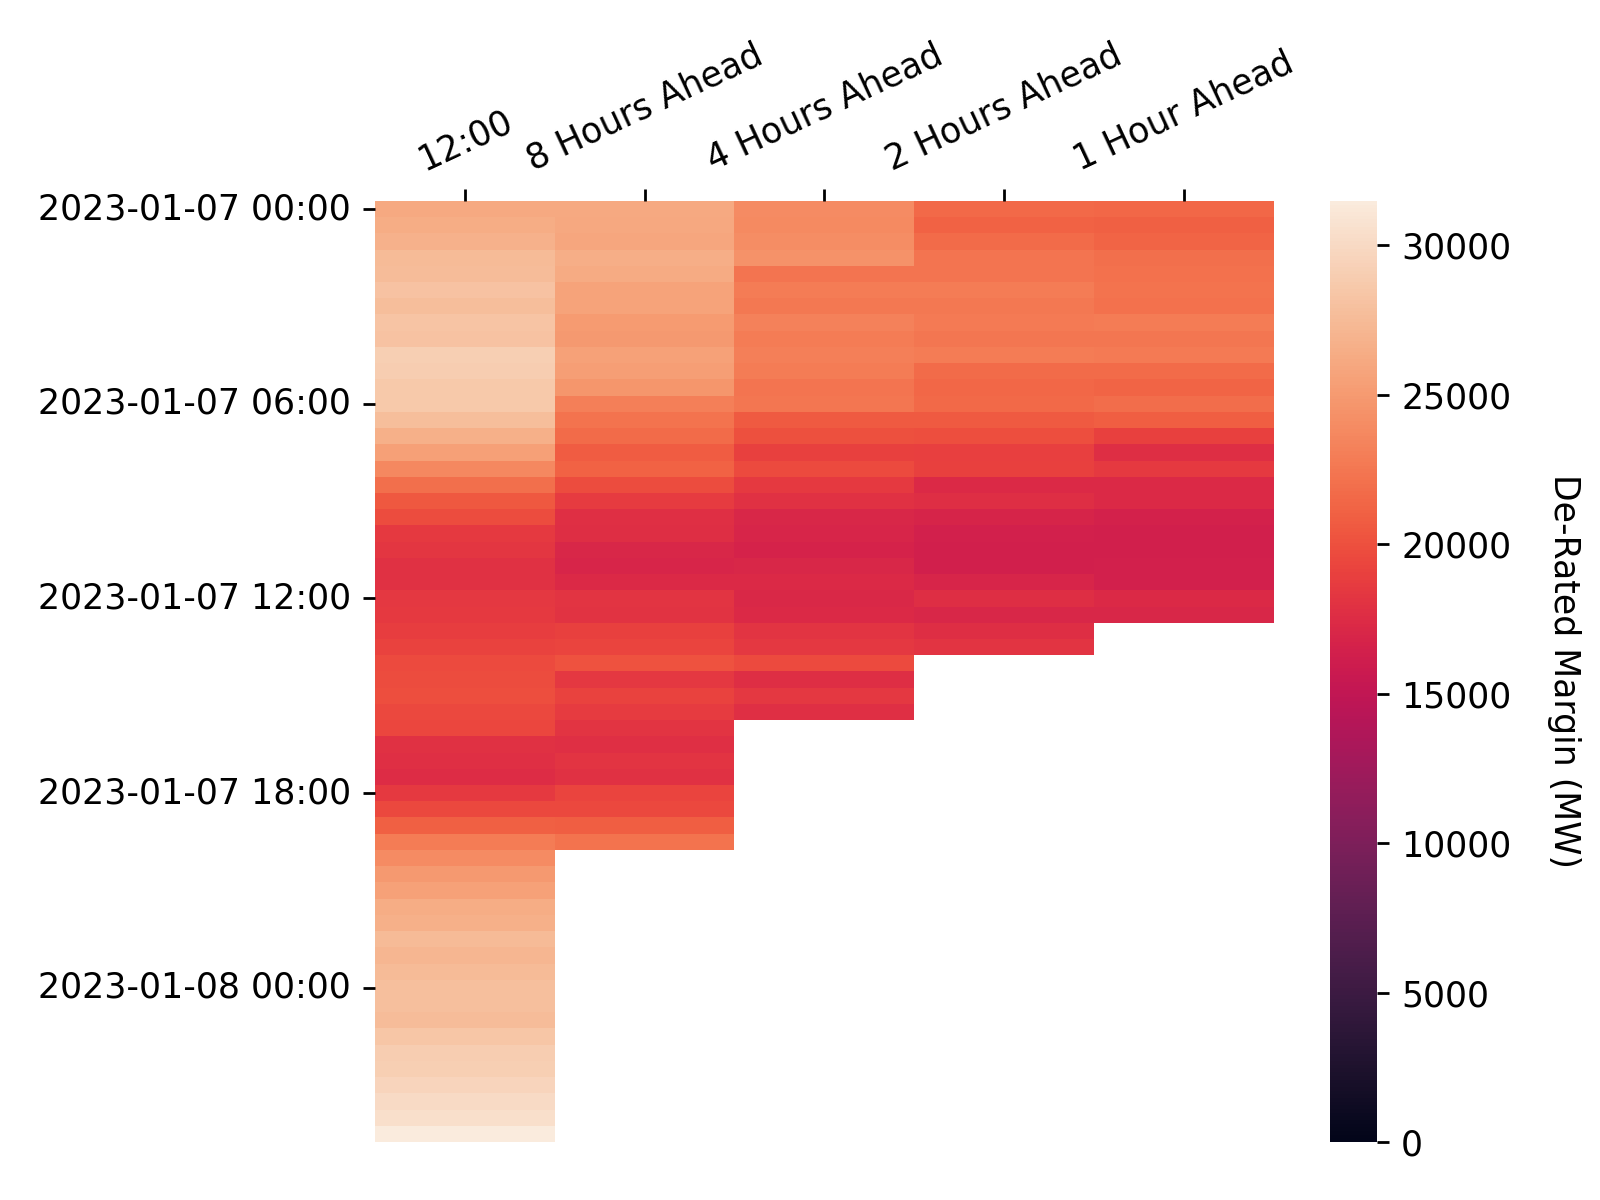 12:00
8 Hours Ahead
4 Hours Ahead
2 Hours Ahead
1 Hour Ahead
2023-01-07 00:00
2023-01-07 06:00
2023-01-07 12:00
2023-01-07 18:00
2023-01-08 00:00
30000
25000
20000
15000
10000
5000
0
De-Rated Margin (MW)